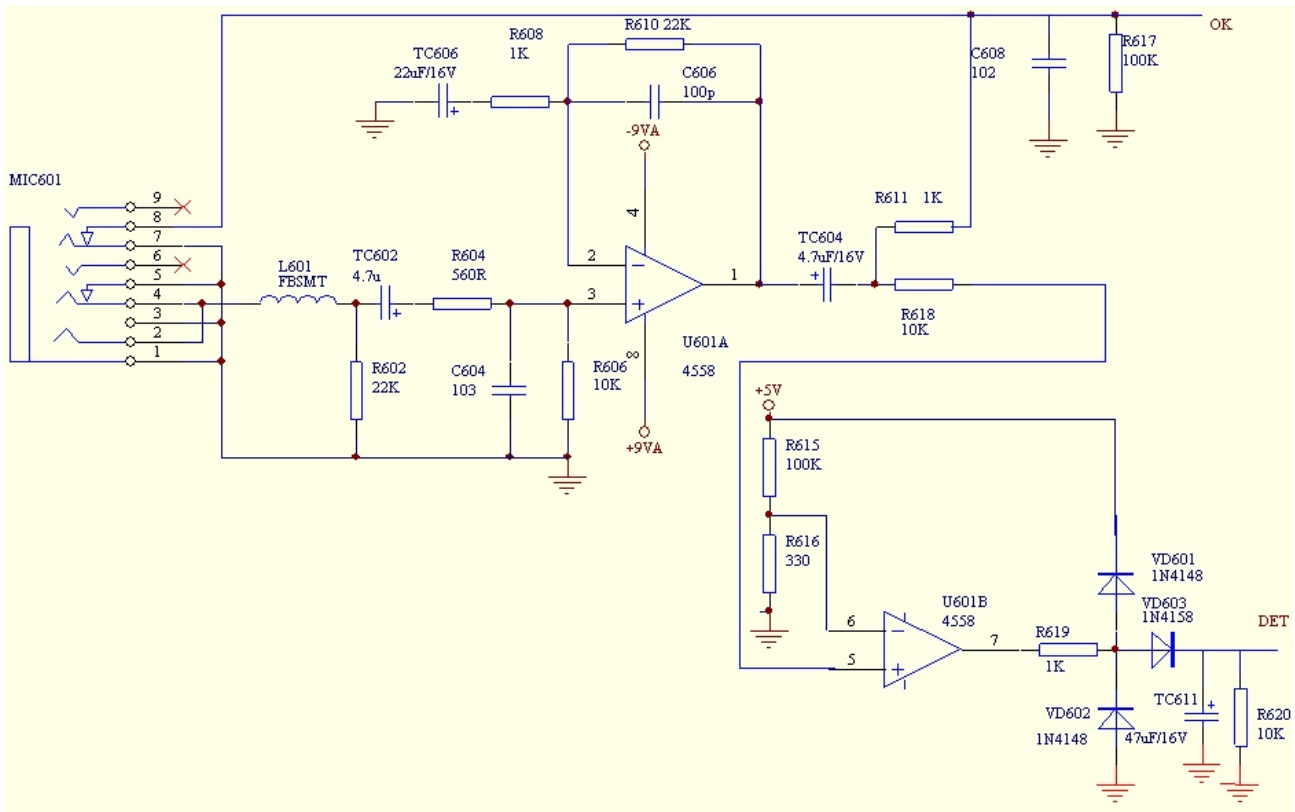 OK
R610 22K
R608
1K
TC606
22uF/16V
C606
100p
C608
102
R617
100K
-9VA
4
MIC601
9
8
7
6
5
4
3
2
1
L601
FBSMT
TC602
4.7u
+
R604
560R
2
3
1
8
U601A
4558
R602
22K
C604
103
R606
10K
+9VA
TC604
4.7uF/16V
+
R611 1K
R618
10K
+5V
R615
100K
R616
330
6
5
7
U601B
4558
R619
1K
VD601
1N4148
VD603
1N4158
DET
VD602
1N4148
TC611
+
47uF/16V
R620
10K